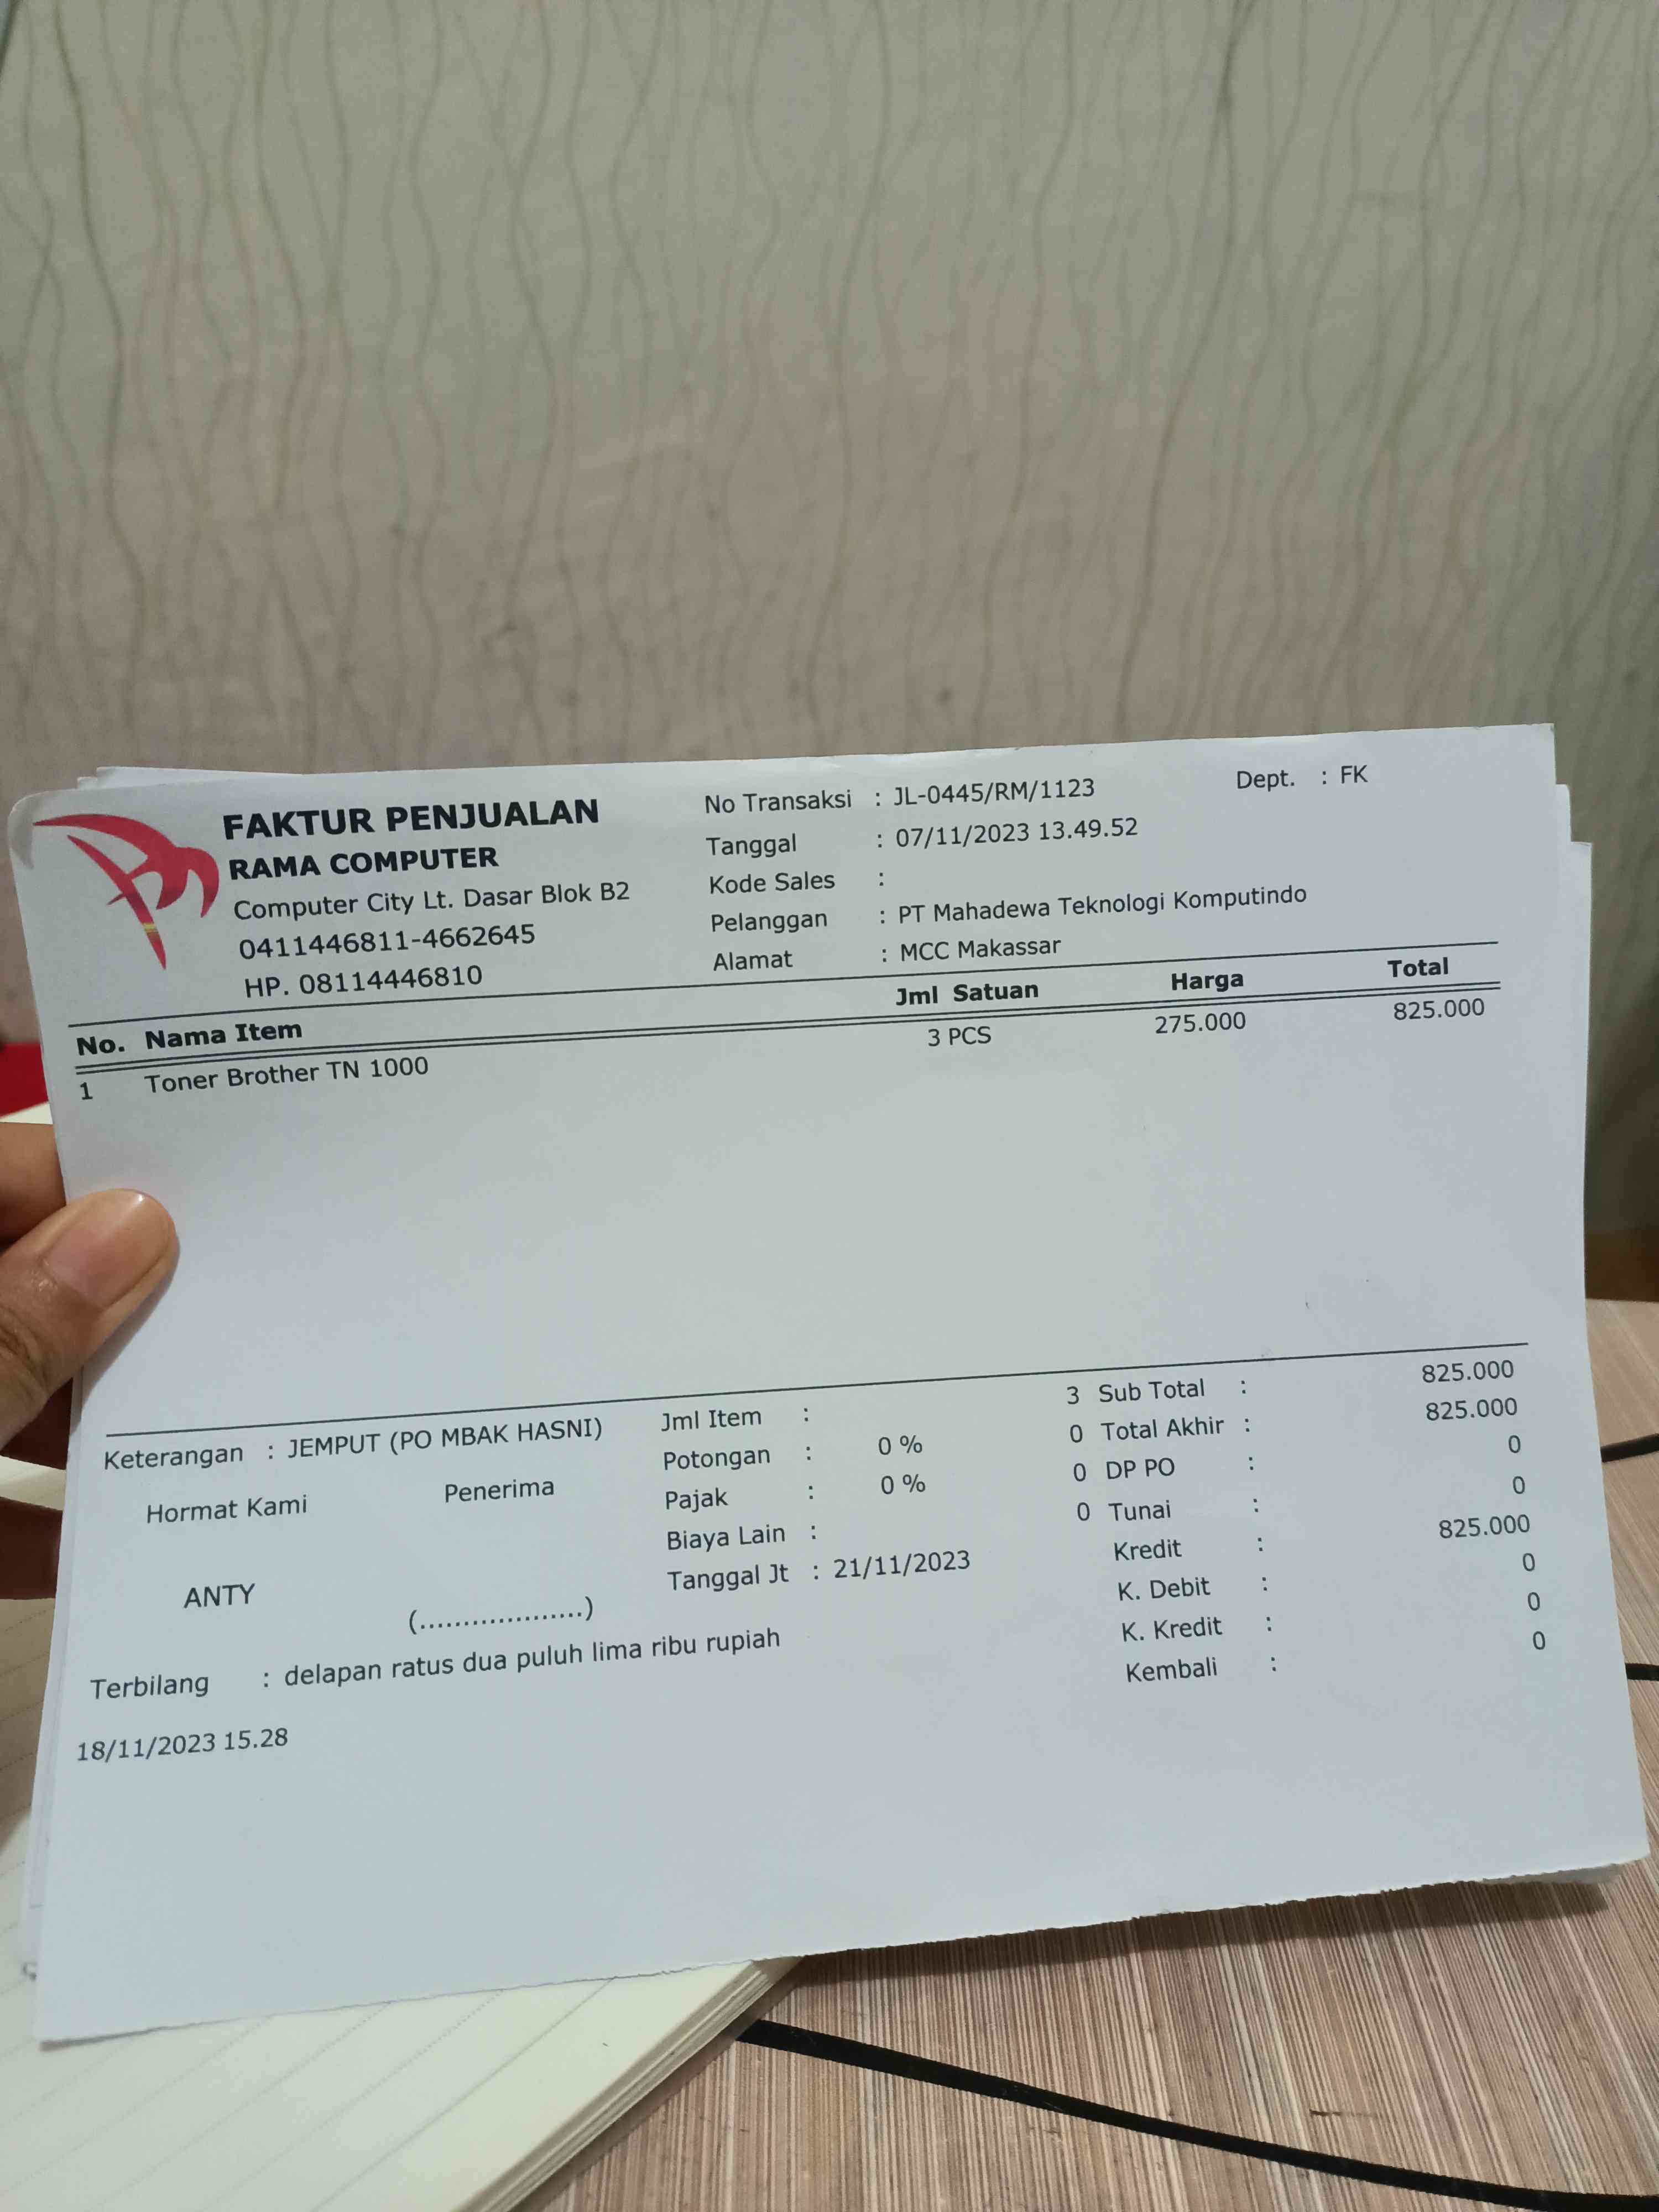 FAKTUR PENJUALAN
RAMA COMPUTER
Computer City Lt. Dasar Blok B2
0411446811-4662645
HP. 08114446810
No Transaksi : JL-0445/RM/1123
Dept. : FK
Tanggal : 07/11/2023 13.49.52
Kode Sales :
Pelanggan : PT Mahadewa Teknologi Komputindo
Alamat : MCC Makassar
No. Nama Item Jml Satuan Harga Total
1 Toner Brother TN 1000 3 PCS 275.000 825.000
Keterangan : JEMPUT (PO MBAK HASNI)
Hormat Kami Penerima
ANTY
(...................)
Jml Item : 3
Potongan : 0 % 0
Pajak : 0 % 0
Biaya Lain : 0
Tanggal Jt : 21/11/2023
Sub Total : 825.000
Total Akhir : 825.000
DP PO : 0
Tunai : 0
Kredit : 825.000
K. Debit : 0
K. Kredit : 0
Kembali : 0
Terbilang : delapan ratus dua puluh lima ribu rupiah
18/11/2023 15.28